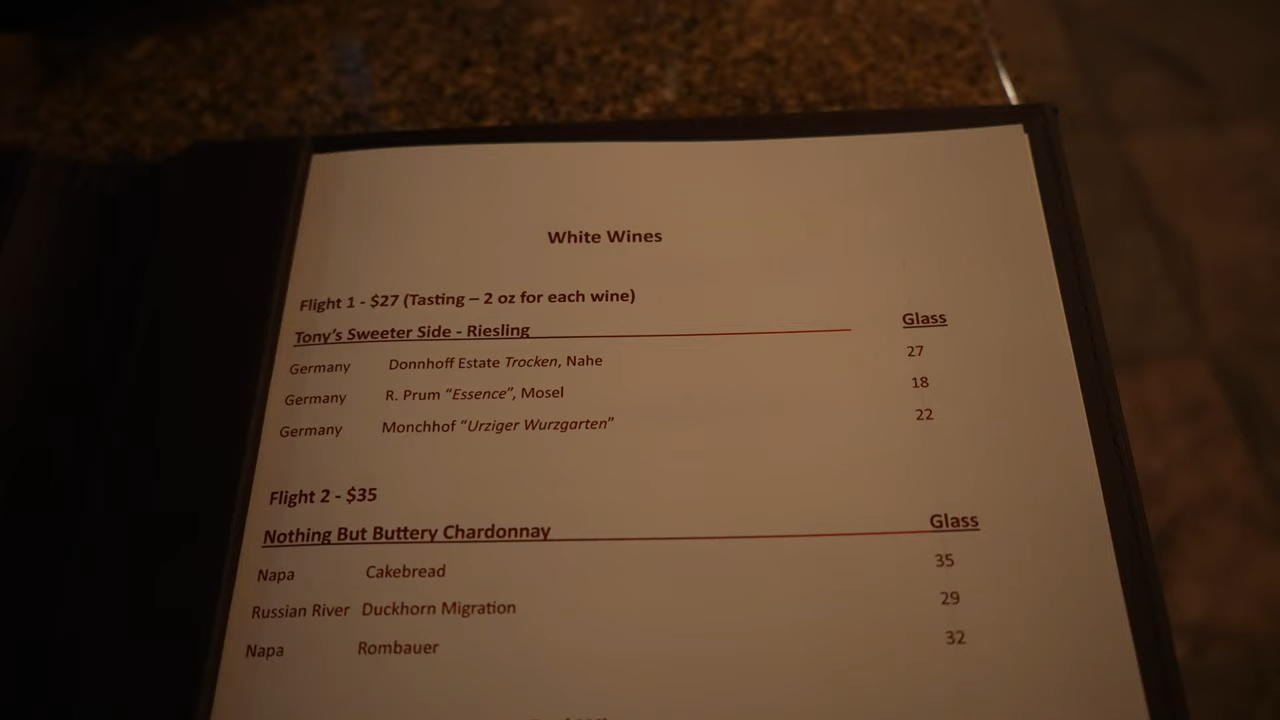 White Wines
Flight 1 - $27 (Tasting – 2 oz for each wine)
Tony's Sweeter Side - Riesling Glass
Germany Donnhoff Estate Trocken, Nahe 27
Germany R. Prum "Essence", Mosel 18
Germany Monchhof "Urziger Wurzgarten" 22
Flight 2 - $35
Nothing But Buttery Chardonnay Glass
Napa Cakebread 35
Russian River Duckhorn Migration 29
Napa Rombauer 32